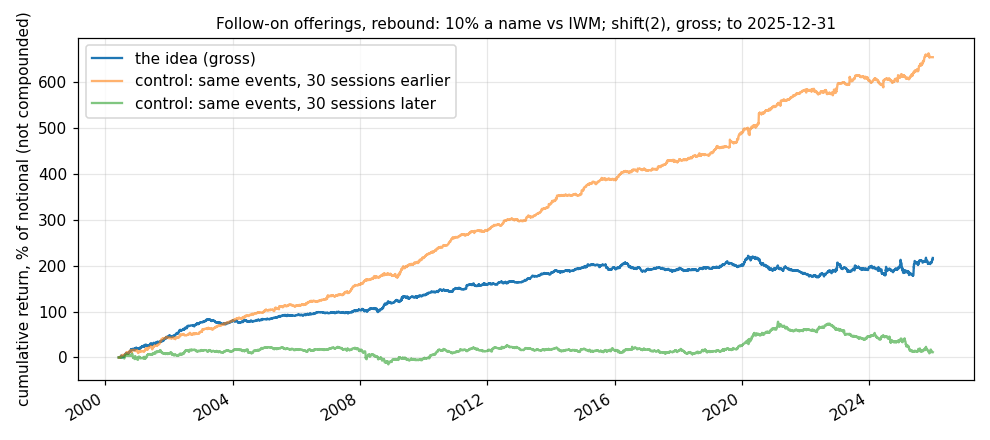 Follow-on offerings, rebound: 10% a name vs IWM; shift(2), gross; to 2025-12-31
cumulative return, % of notional (not compounded)
the idea (gross)
control: same events, 30 sessions earlier
control: same events, 30 sessions later
600
500
400
300
200
100
0
2000
2004
2008
2012
2016
2020
2024